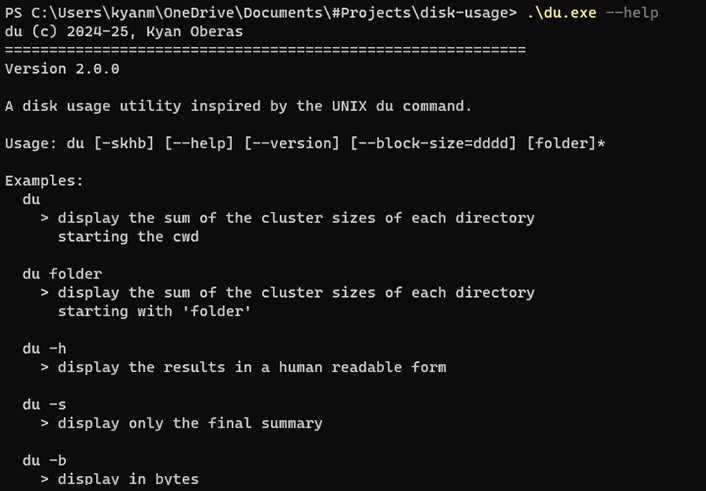 PS C:\Users\kyanm\OneDrive\Documents\#Projects\disk-usage> .\du.exe --help
du (c) 2024-25, Kyan Oberas
===========================================================
Version 2.0.0
A disk usage utility inspired by the UNIX du command.
Usage: du [-skhb] [--help] [--version] [--block-size=dddd] [folder]*
Examples:
du
> display the sum of the cluster sizes of each directory
starting the cwd
du folder
> display the sum of the cluster sizes of each directory
starting with 'folder'
du -h
> display the results in a human readable form
du -s
> display only the final summary
du -b
> display in bytes